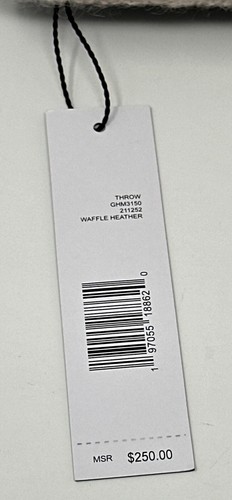 THROW
GHM3150
211252
WAFFLE HEATHER
1 97055 18862 0
MSR $250.00